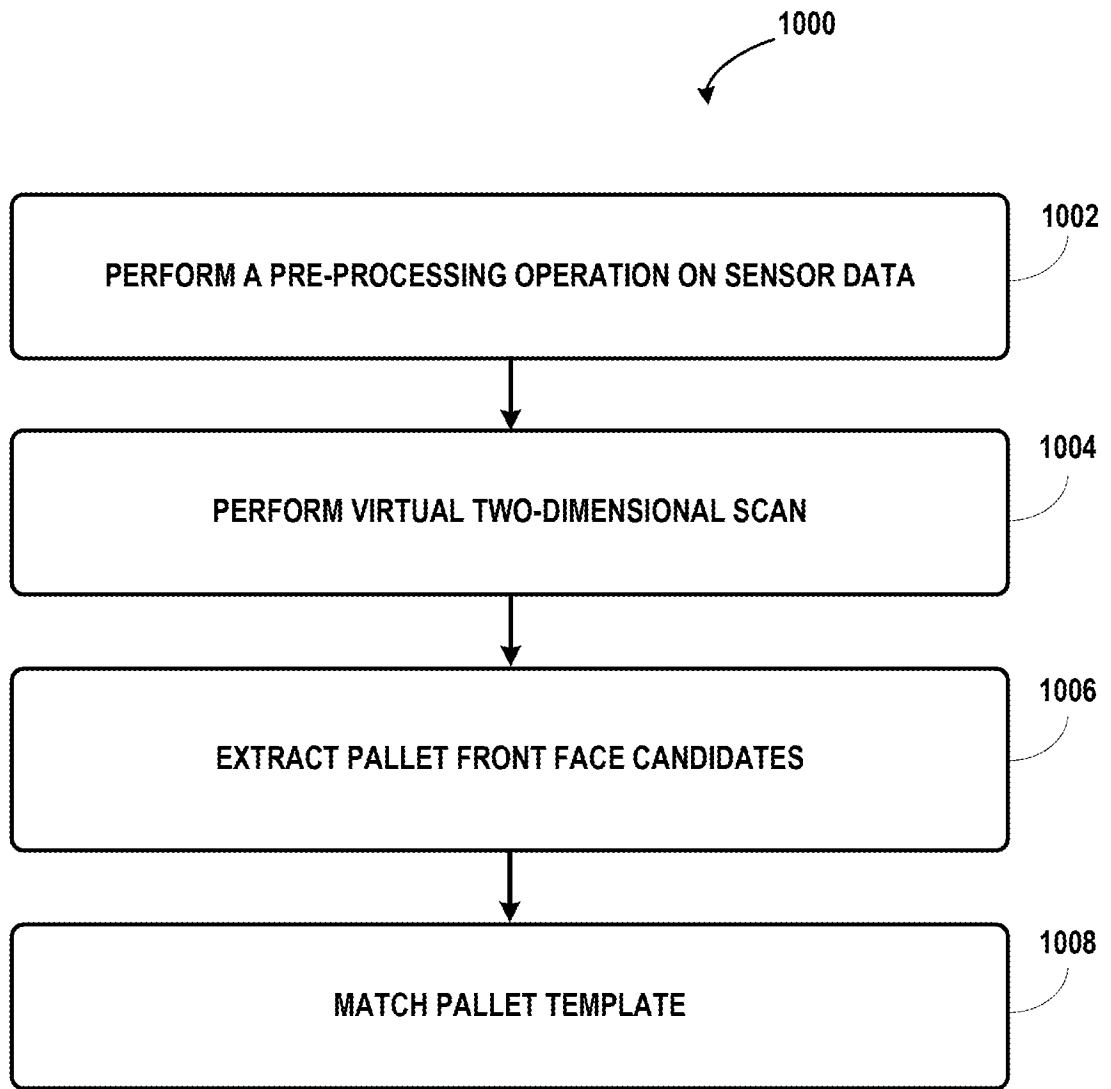 1000
1002
PERFORM A PRE-PROCESSING OPERATION ON SENSOR DATA
1004
PERFORM VIRTUAL TWO-DIMENSIONAL SCAN
1006
EXTRACT PALLET FRONT FACE CANDIDATES
1008
MATCH PALLET TEMPLATE